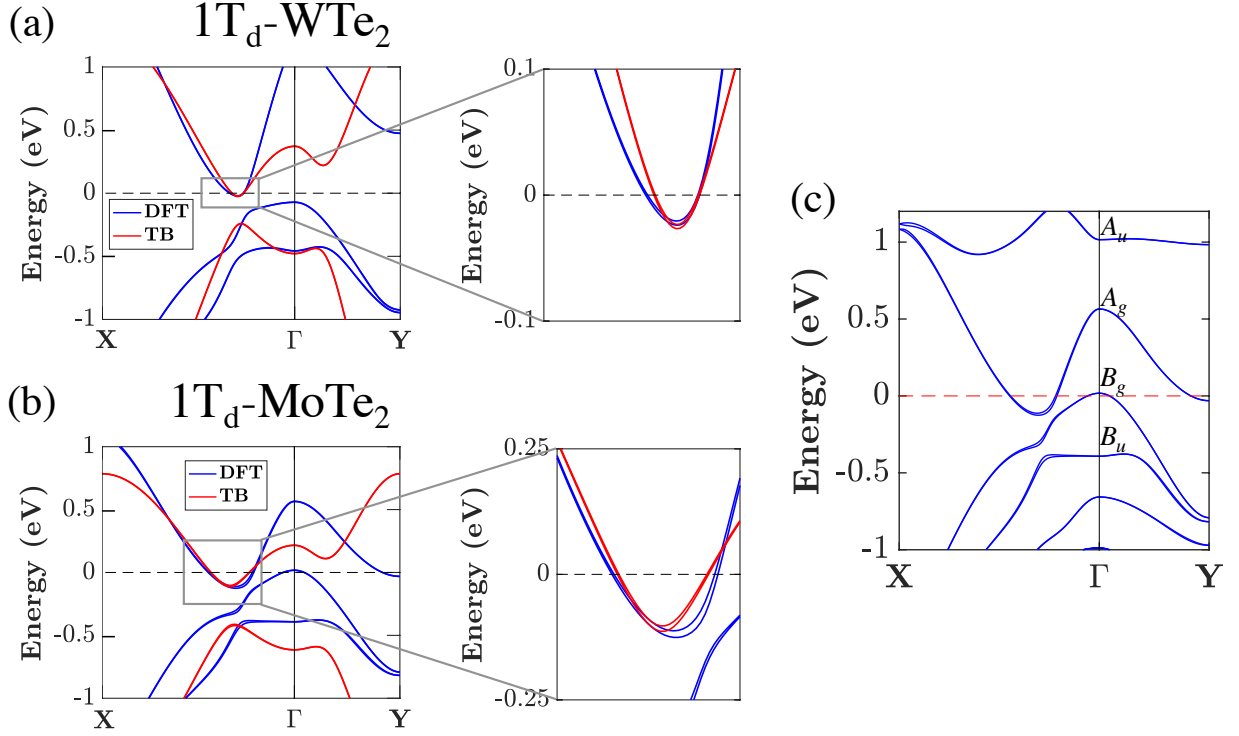 (a)
1T_d-WTe_2
Energy (eV)
1
0.5
0
-0.5
-1
DFT
TB
X
Γ
Y
Energy (eV)
0.1
0
-0.1
(b)
1T_d-MoTe_2
Energy (eV)
1
0.5
0
-0.5
-1
DFT
TB
X
Γ
Y
Energy (eV)
0.25
0
-0.25
(c)
Energy (eV)
1
0.5
0
-0.5
-1
A_u
A_g
B_g
B_u
X
Γ
Y